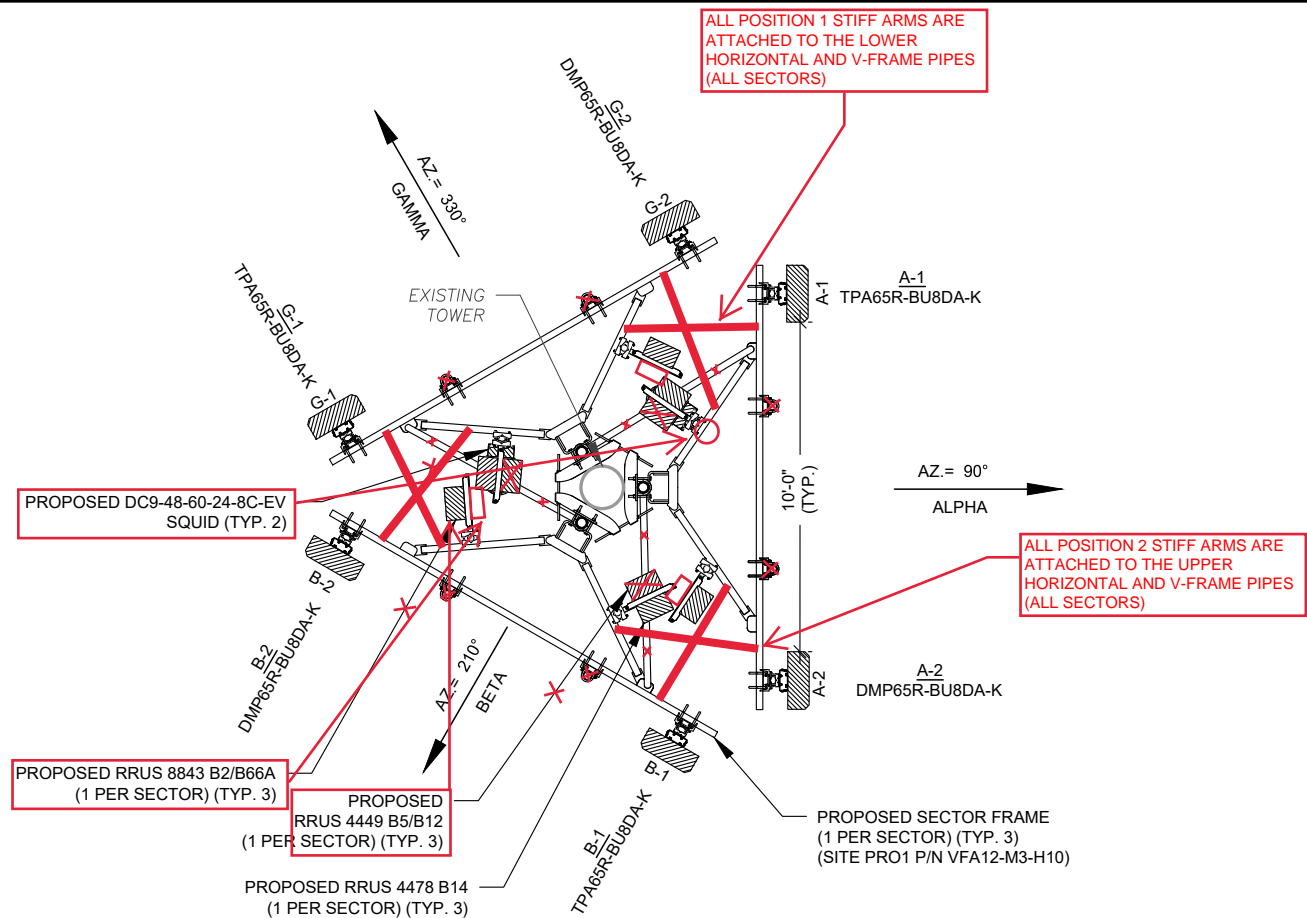 ALL POSITION 1 STIFF ARMS ARE
ATTACHED TO THE LOWER
HORIZONTAL AND V-FRAME PIPES
(ALL SECTORS)
G-2
DMP65R-BU8DA-K
AZ.= 330°
GAMMA
G-2
G-1
TPA65R-BU8DA-K
EXISTING
TOWER
A-1
A-1
TPA65R-BU8DA-K
G-1
10'-0"
(TYP.)
AZ.= 90°
ALPHA
PROPOSED DC9-48-60-24-8C-EV
SQUID (TYP. 2)
ALL POSITION 2 STIFF ARMS ARE
ATTACHED TO THE UPPER
HORIZONTAL AND V-FRAME PIPES
(ALL SECTORS)
B-2
B-2
DMP65R-BU8DA-K
AZ.= 210°
BETA
A-2
A-2
DMP65R-BU8DA-K
B-1
PROPOSED RRUS 8843 B2/B66A
(1 PER SECTOR) (TYP. 3)
PROPOSED
RRUS 4449 B5/B12
(1 PER SECTOR) (TYP. 3)
B-1
TPA65R-BU8DA-K
PROPOSED SECTOR FRAME
(1 PER SECTOR) (TYP. 3)
(SITE PRO1 P/N VFA12-M3-H10)
PROPOSED RRUS 4478 B14
(1 PER SECTOR) (TYP. 3)